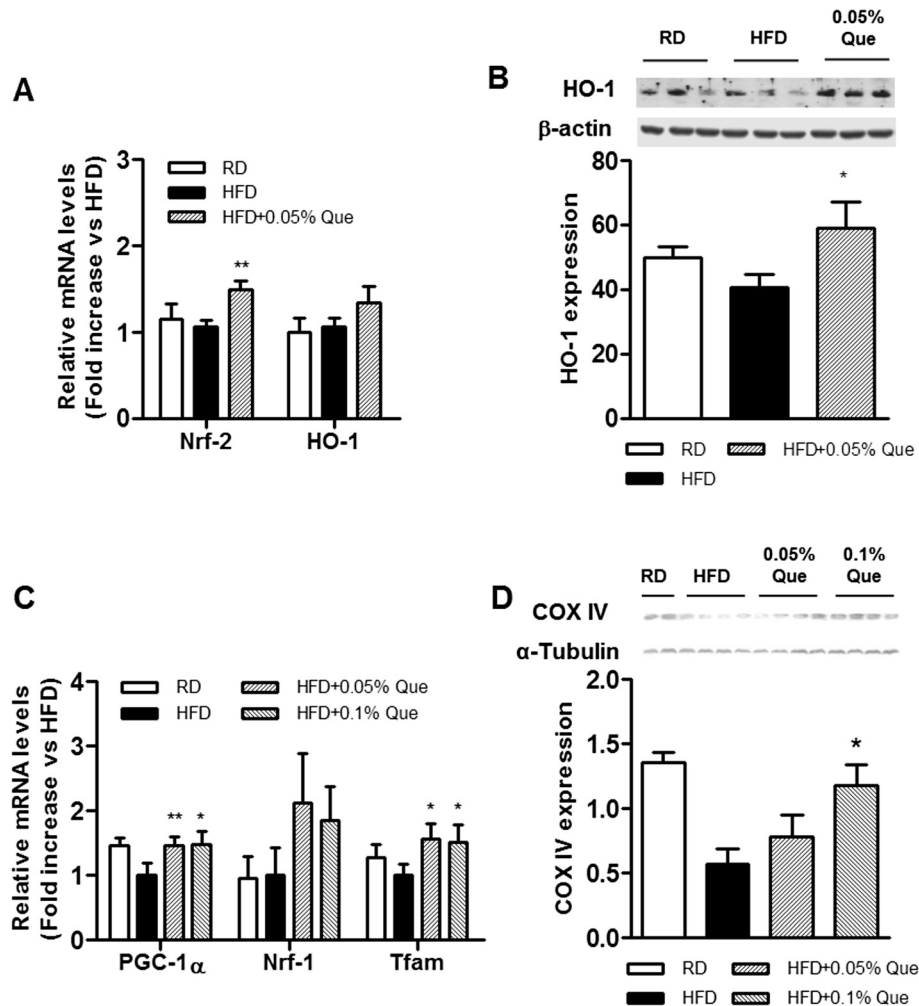 A
Relative mRNA levels
(Fold increase vs HFD)
3
2
1
0
RD
HFD
HFD+0.05% Que
**
Nrf-2 HO-1
B
RD HFD 0.05%
Que
HO-1
β-actin
HO-1 expression
80
60
40
20
0
*
RD HFD+0.05% Que
HFD
C
Relative mRNA levels
(Fold increase vs HFD)
4
3
2
1
0
RD HFD+0.05% Que
HFD HFD+0.1% Que
** * * *
PGC-1α Nrf-1 Tfam
D
0.05% 0.1%
RD HFD Que Que
COX IV
α-Tubulin
COX IV expression
2.0
1.5
1.0
0.5
0.0
*
RD HFD+0.05% Que
HFD HFD+0.1% Que